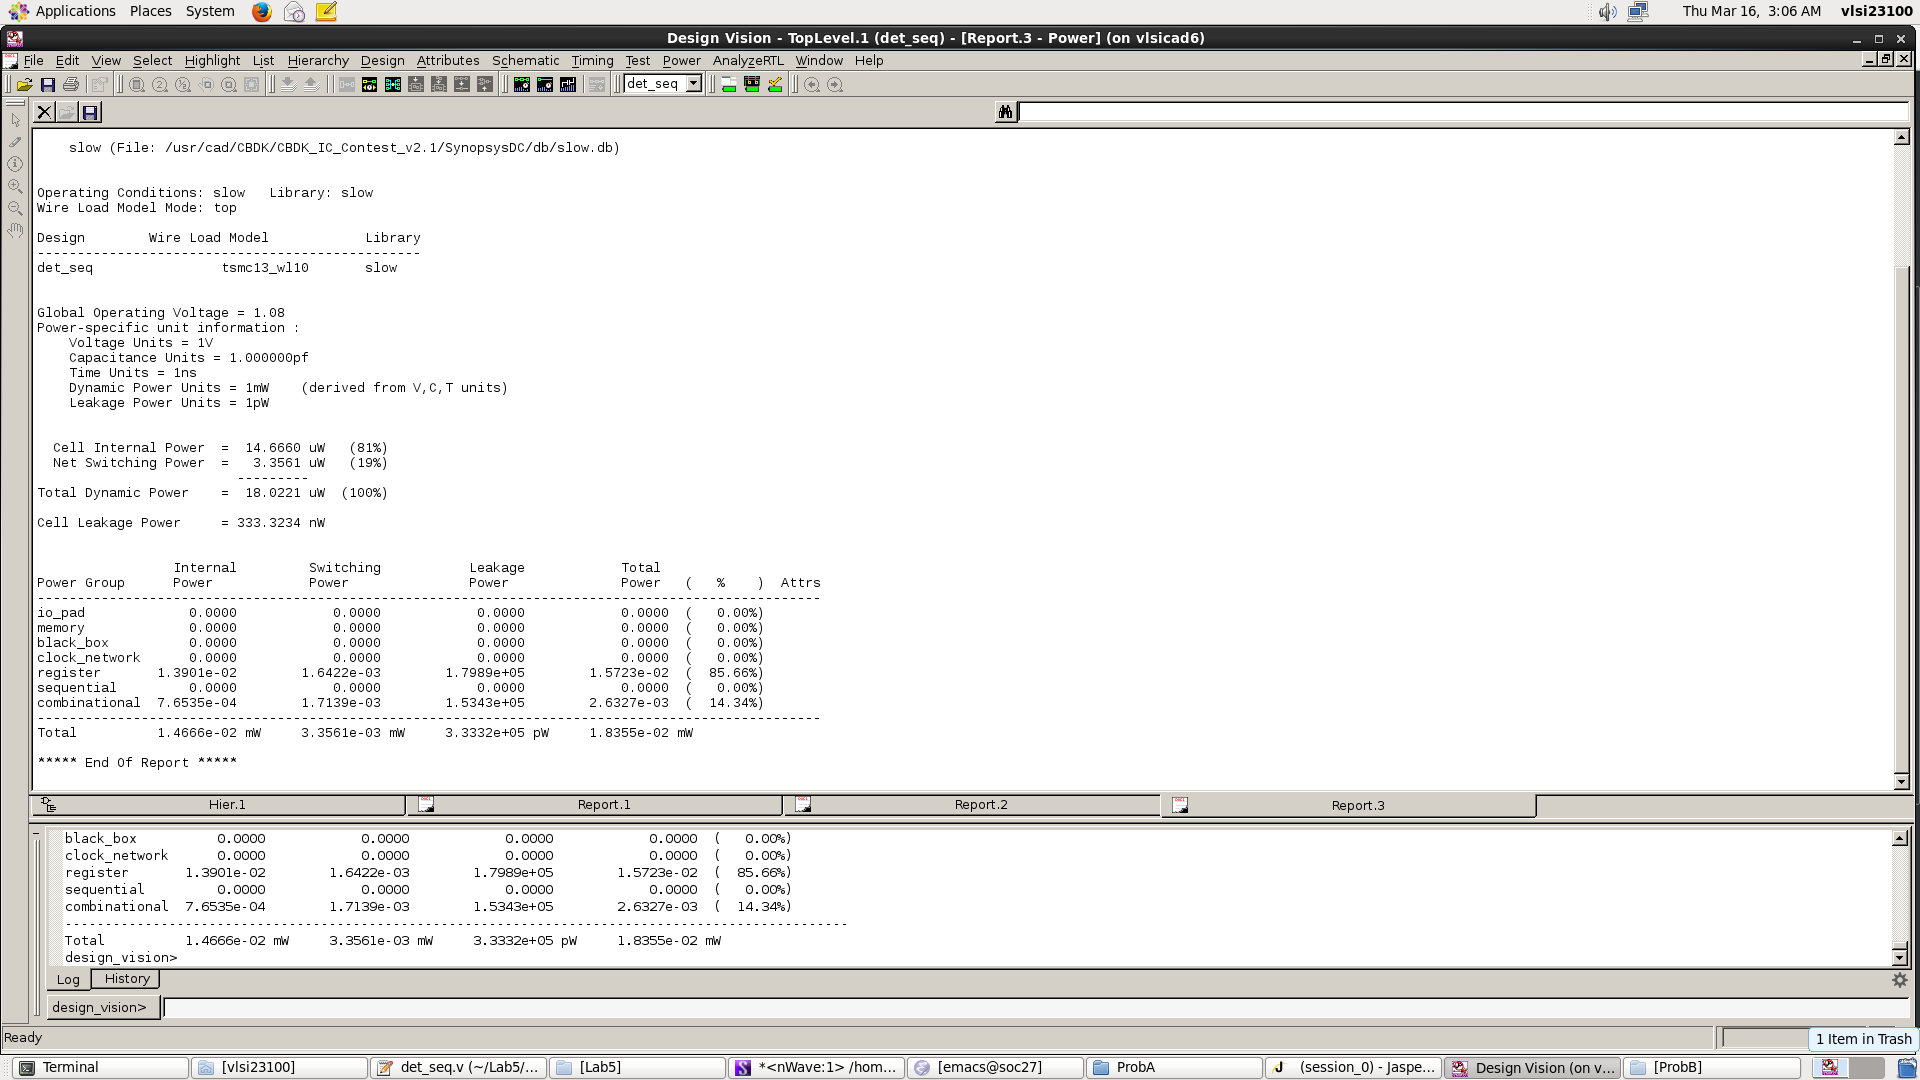 Applications Places System Thu Mar 16, 3:06 AM vlsi23100
Design Vision - TopLevel.1 (det_seq) - [Report.3 - Power] (on vlsicad6)
File Edit View Select Highlight List Hierarchy Design Attributes Schematic Timing Test Power AnalyzeRTL Window Help
det_seq
slow (File: /usr/cad/CBDK/CBDK_IC_Contest_v2.1/SynopsysDC/db/slow.db)
Operating Conditions: slow Library: slow
Wire Load Model Mode: top
Design Wire Load Model Library
------------------------------------------------
det_seq tsmc13_wl10 slow
Global Operating Voltage = 1.08
Power-specific unit information :
Voltage Units = 1V
Capacitance Units = 1.000000pf
Time Units = 1ns
Dynamic Power Units = 1mW (derived from V,C,T units)
Leakage Power Units = 1pW
Cell Internal Power = 14.6660 uW (81%)
Net Switching Power = 3.3561 uW (19%)
---------
Total Dynamic Power = 18.0221 uW (100%)
Cell Leakage Power = 333.3234 nW
Internal Switching Leakage Total
Power Group Power Power Power Power ( % ) Attrs
--------------------------------------------------------------------------------------------------
io_pad 0.0000 0.0000 0.0000 0.0000 ( 0.00%)
memory 0.0000 0.0000 0.0000 0.0000 ( 0.00%)
black_box 0.0000 0.0000 0.0000 0.0000 ( 0.00%)
clock_network 0.0000 0.0000 0.0000 0.0000 ( 0.00%)
register 1.3901e-02 1.6422e-03 1.7989e+05 1.5723e-02 ( 85.66%)
sequential 0.0000 0.0000 0.0000 0.0000 ( 0.00%)
combinational 7.6535e-04 1.7139e-03 1.5343e+05 2.6327e-03 ( 14.34%)
--------------------------------------------------------------------------------------------------
Total 1.4666e-02 mW 3.3561e-03 mW 3.3332e+05 pW 1.8355e-02 mW
***** End Of Report *****
Hier.1 Report.1 Report.2 Report.3
black_box 0.0000 0.0000 0.0000 0.0000 ( 0.00%)
clock_network 0.0000 0.0000 0.0000 0.0000 ( 0.00%)
register 1.3901e-02 1.6422e-03 1.7989e+05 1.5723e-02 ( 85.66%)
sequential 0.0000 0.0000 0.0000 0.0000 ( 0.00%)
combinational 7.6535e-04 1.7139e-03 1.5343e+05 2.6327e-03 ( 14.34%)
--------------------------------------------------------------------------------------------------
Total 1.4666e-02 mW 3.3561e-03 mW 3.3332e+05 pW 1.8355e-02 mW
design_vision>
Log History
design_vision>
Ready
1 Item in Trash
Terminal [vlsi23100] det_seq.v (~/Lab5/... [Lab5] *<nWave:1> /hom... [emacs@soc27] ProbA (session_0) - Jaspe... Design Vision (on v... [ProbB]